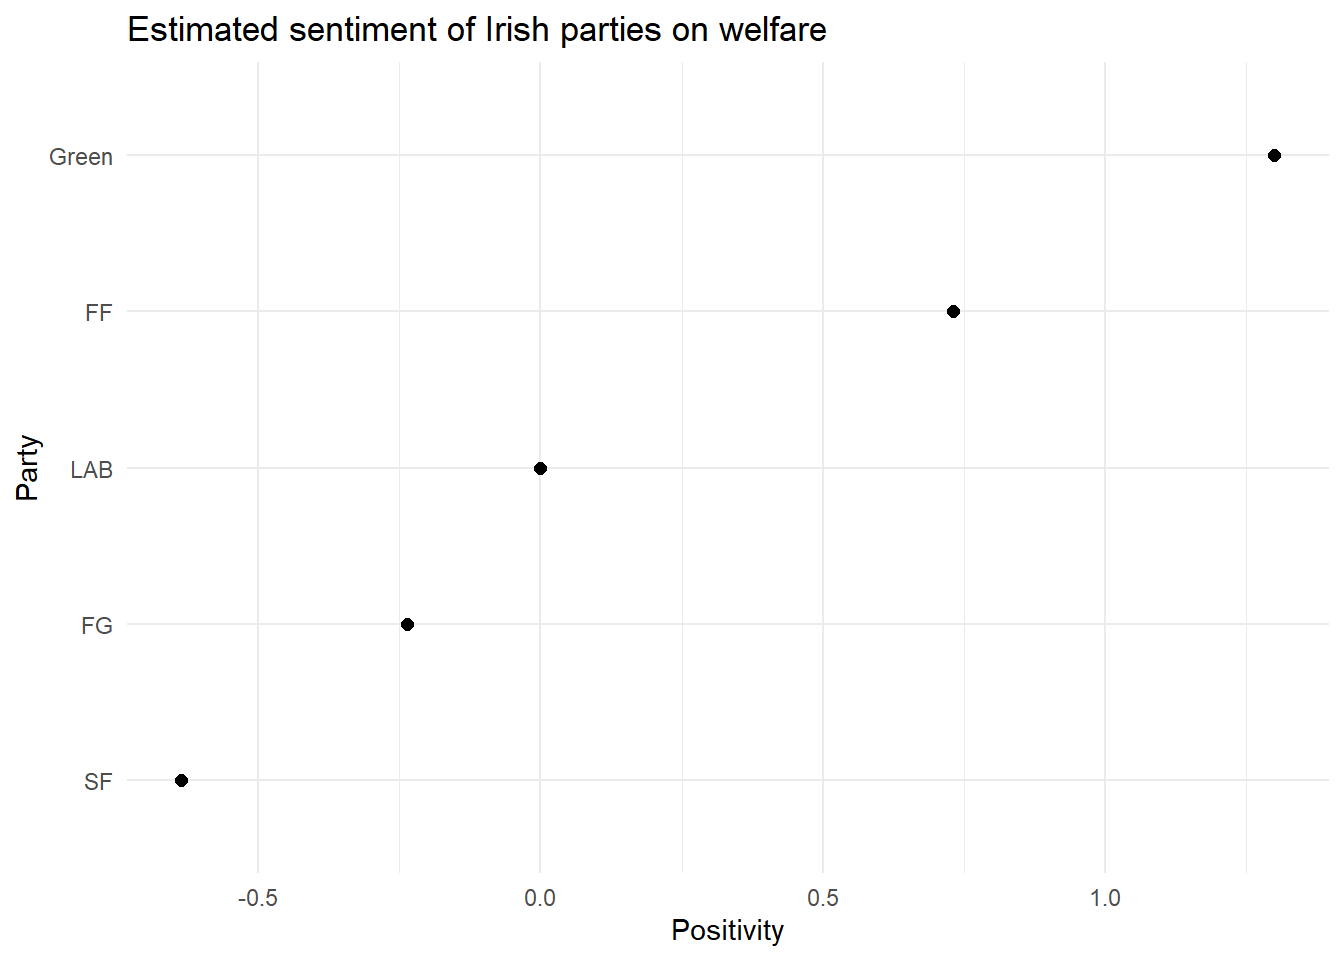 Estimated sentiment of Irish parties on welfare
Green
FF
LAB
FG
SF
Party
-0.5
0.0
0.5
1.0
Positivity